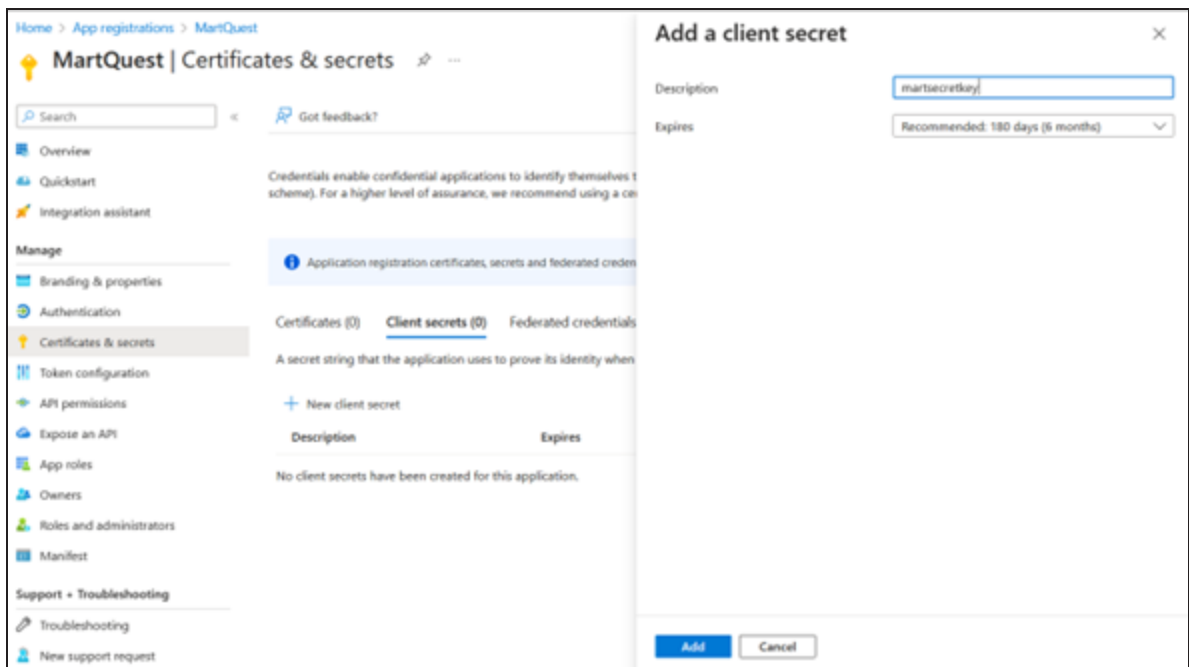 Home > App registrations > MartQuest
MartQuest | Certificates & secrets
Search
Overview
Quickstart
Integration assistant
Manage
Branding & properties
Authentication
Certificates & secrets
Token configuration
API permissions
Expose an API
App roles
Owners
Roles and administrators
Manifest
Support + Troubleshooting
Troubleshooting
New support request
Got feedback?
Credentials enable confidential applications to identify themselves
scheme). For a higher level of assurance, we recommend using a
Application registration certificates, secrets and federated
Certificates (0) Client secrets (0) Federated credentials
A secret string that the application uses to prove its identity when
New client secret
Description Expires
No client secrets have been created for this application.
Add a client secret
Description martsecretkey
Expires Recommended: 180 days (6 months)
Add Cancel